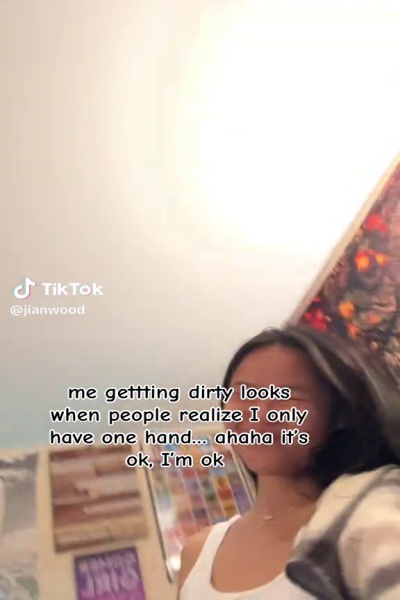 TikTok
@jianwood
me gettting dirty looks
when people realize I only
have one hand... ahaha it's
ok, I'm ok